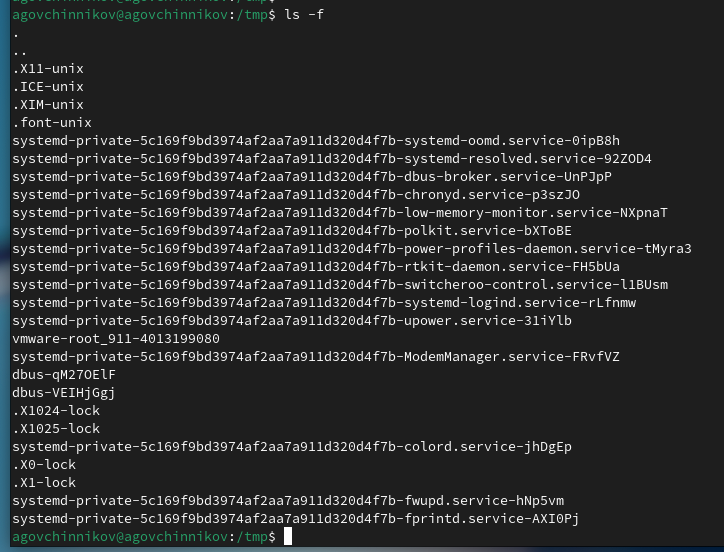 agovchinnikov@agovchinnikov:/tmp$ ls -f
.
..
.X11-unix
.ICE-unix
.XIM-unix
.font-unix
systemd-private-5c169f9bd3974af2aa7a911d320d4f7b-systemd-oomd.service-0ipB8h
systemd-private-5c169f9bd3974af2aa7a911d320d4f7b-systemd-resolved.service-92ZOD4
systemd-private-5c169f9bd3974af2aa7a911d320d4f7b-dbus-broker.service-UnPJpP
systemd-private-5c169f9bd3974af2aa7a911d320d4f7b-chronyd.service-p3szJO
systemd-private-5c169f9bd3974af2aa7a911d320d4f7b-low-memory-monitor.service-NXpnaT
systemd-private-5c169f9bd3974af2aa7a911d320d4f7b-polkit.service-bXToBE
systemd-private-5c169f9bd3974af2aa7a911d320d4f7b-power-profiles-daemon.service-tMyra3
systemd-private-5c169f9bd3974af2aa7a911d320d4f7b-rtkit-daemon.service-FH5bUa
systemd-private-5c169f9bd3974af2aa7a911d320d4f7b-switcheroo-control.service-l1BUsm
systemd-private-5c169f9bd3974af2aa7a911d320d4f7b-systemd-logind.service-rLfnmw
systemd-private-5c169f9bd3974af2aa7a911d320d4f7b-upower.service-31iYlb
vmware-root_911-4013199080
systemd-private-5c169f9bd3974af2aa7a911d320d4f7b-ModemManager.service-FRvfVZ
dbus-qM27OElF
dbus-VEIHjGgj
.X1024-lock
.X1025-lock
systemd-private-5c169f9bd3974af2aa7a911d320d4f7b-colord.service-jhDgEp
.X0-lock
.X1-lock
systemd-private-5c169f9bd3974af2aa7a911d320d4f7b-fwupd.service-hNp5vm
systemd-private-5c169f9bd3974af2aa7a911d320d4f7b-fprintd.service-AXI0Pj
agovchinnikov@agovchinnikov:/tmp$